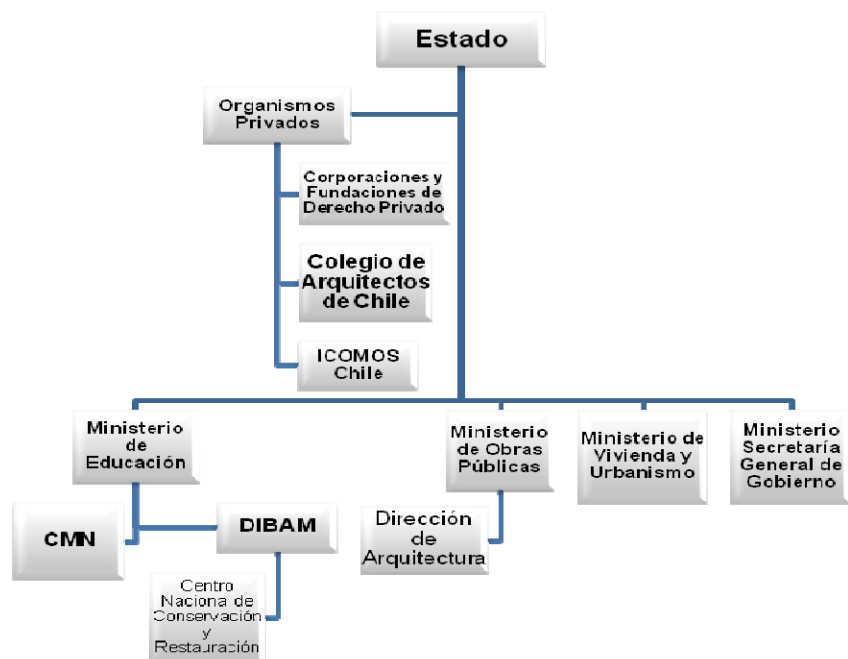 Estado
Organismos
Privados
Corporaciones y
Fundaciones de
Derecho Privado
Colegio de
Arquitectos
de Chile
ICOMOS
Chile
Ministerio
de
Educación
Ministerio
de Obras
Públicas
Ministerio de
Vivienda y
Urbanismo
Ministerio
Secretaría
General de
Gobierno
CMN
DIBAM
Dirección
de
Arquitectura
Centro
Naciona de
Conservación
y
Restauración